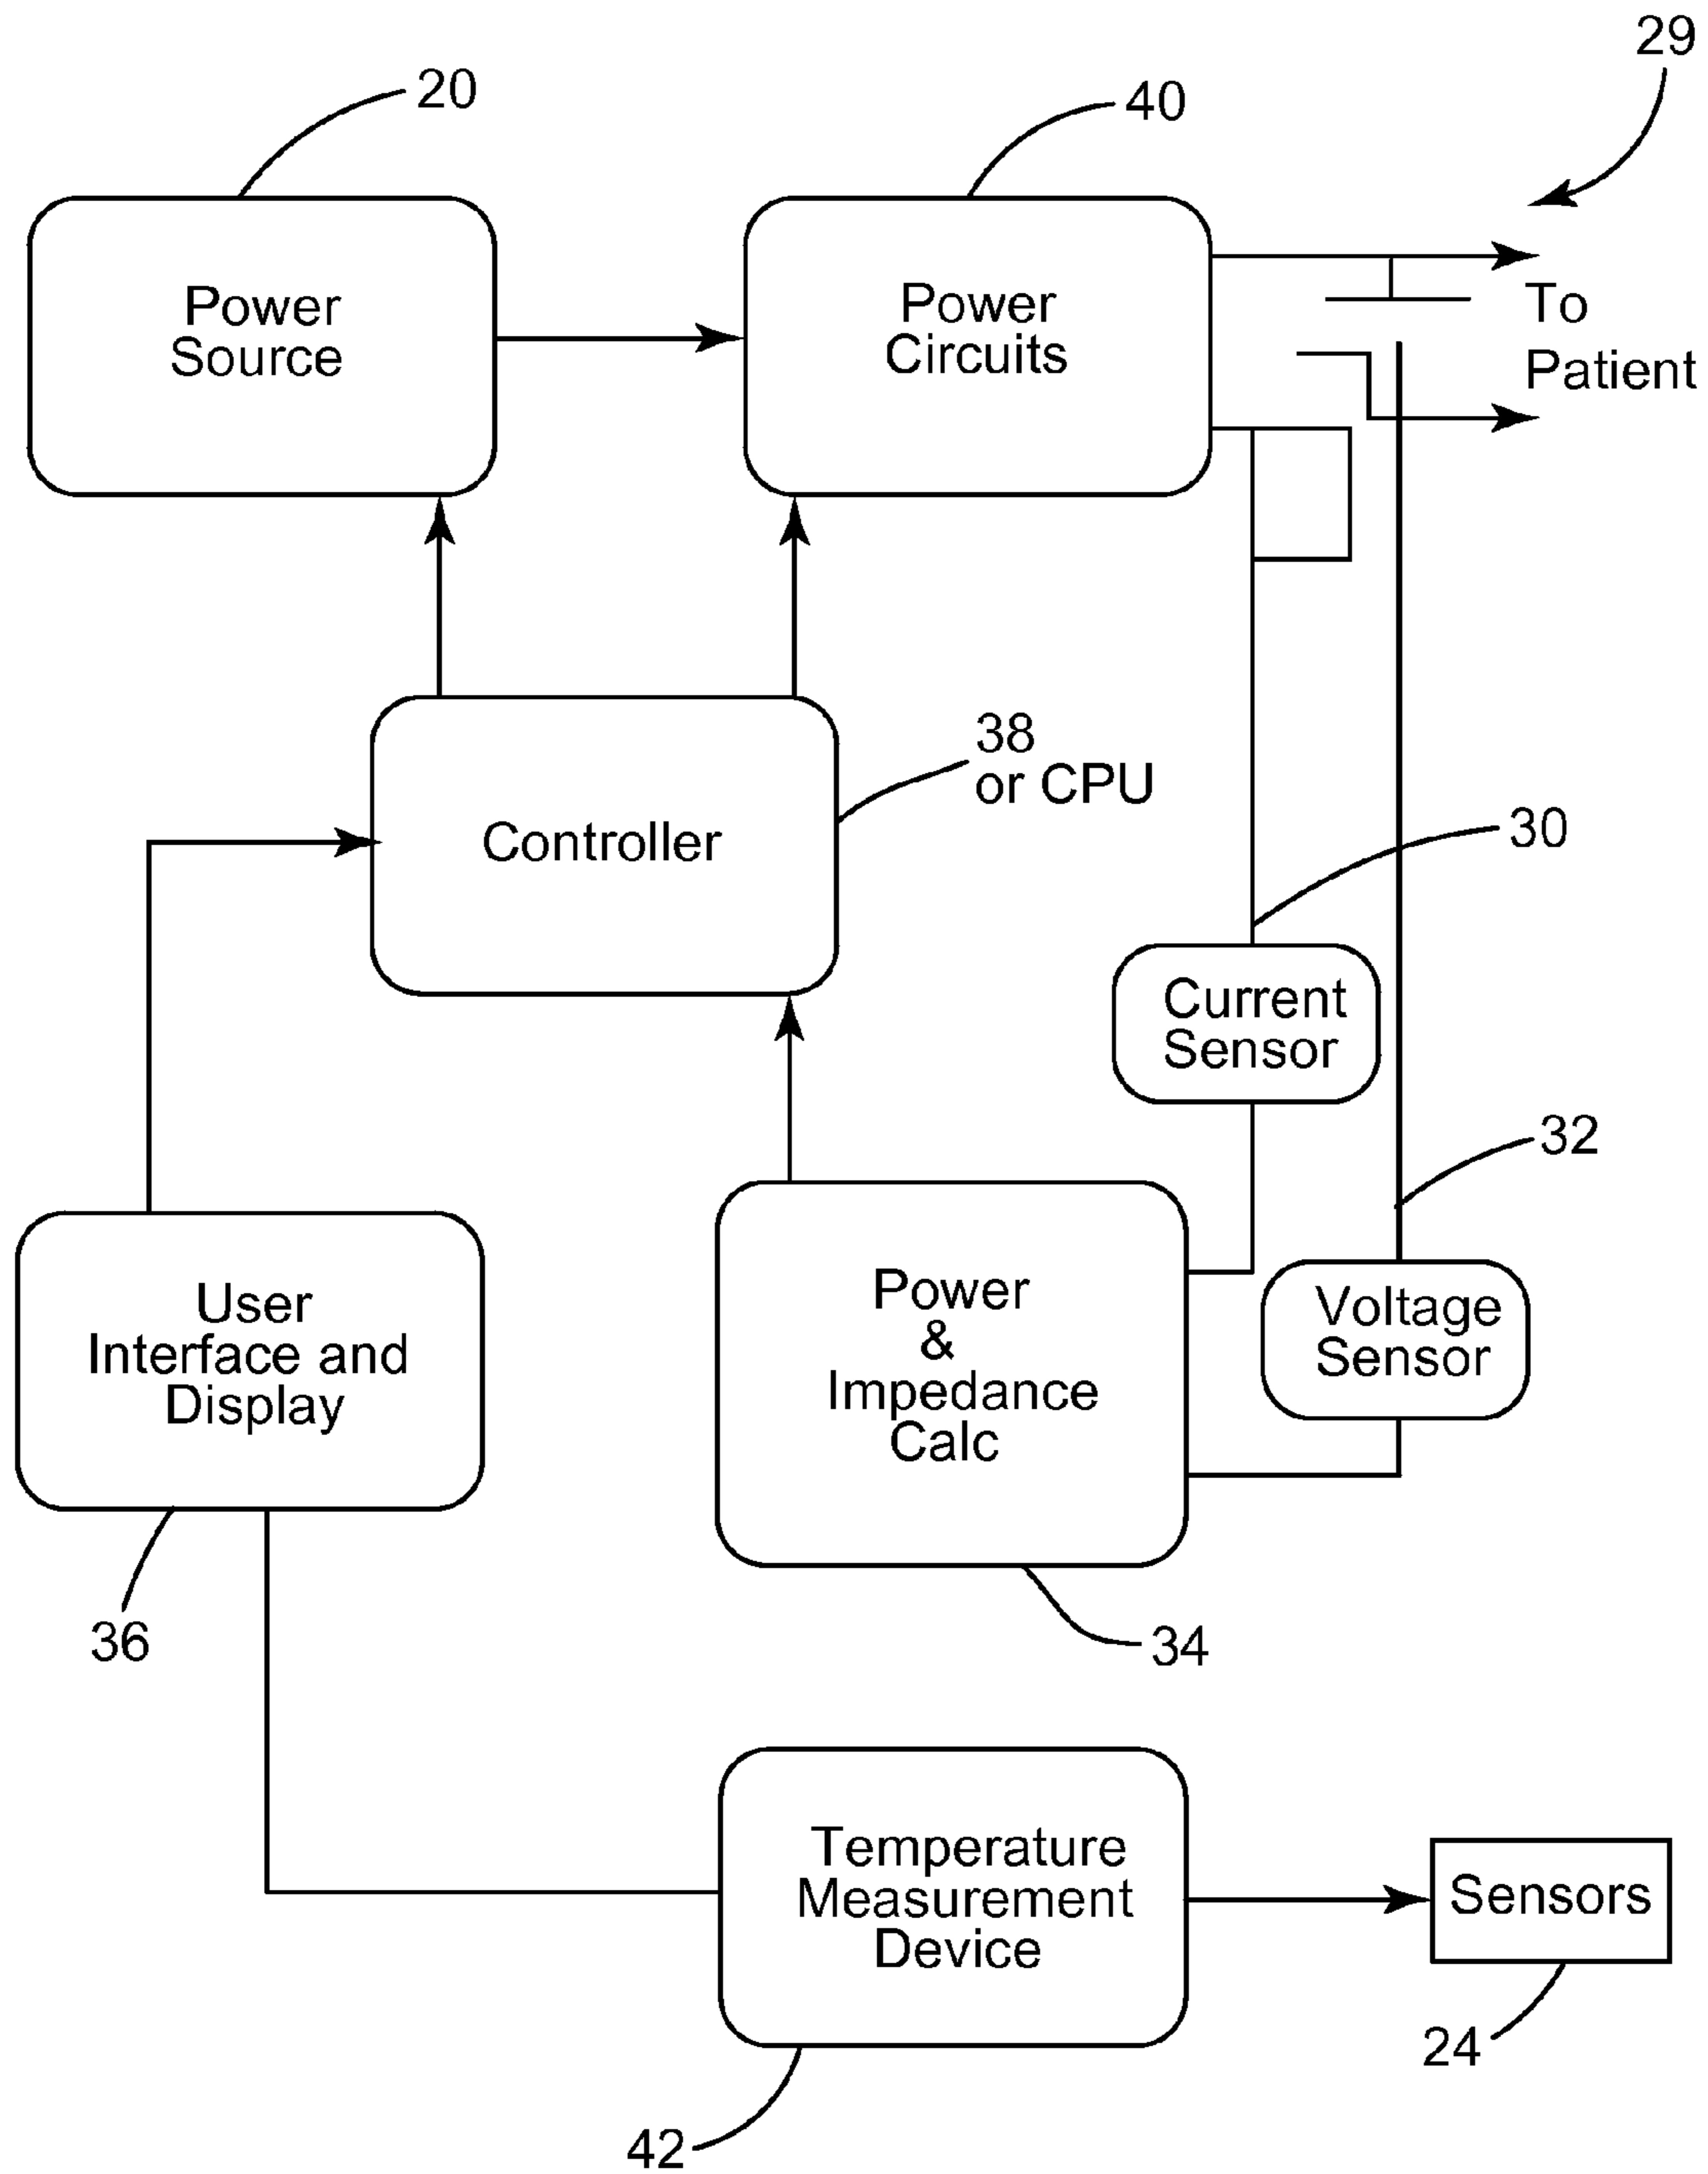 29
20
40
Power
Source
Power
Circuits
To
Patient
38
or CPU
Controller
30
Current
Sensor
32
User
Interface and
Display
Power
&
Impedance
Calc
Voltage
Sensor
36
34
Temperature
Measurement
Device
Sensors
24
42